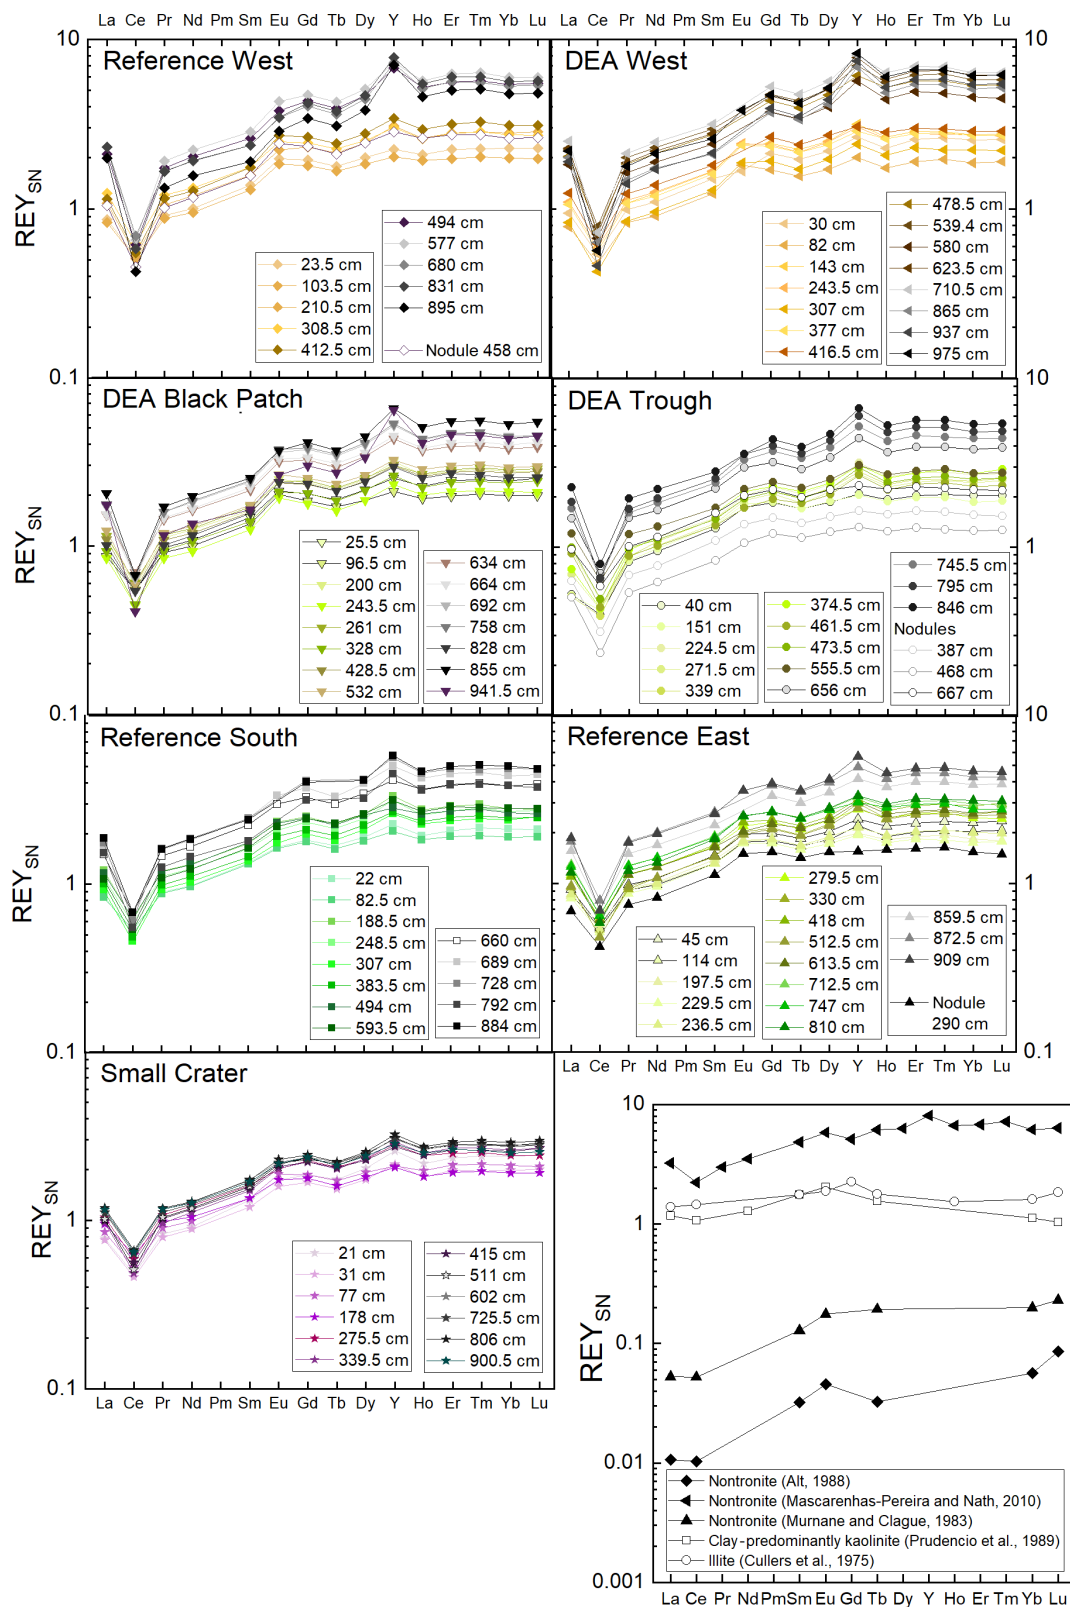 La Ce Pr Nd Pm Sm Eu Gd Tb Dy Y Ho Er Tm Yb Lu
La Ce Pr Nd Pm Sm Eu Gd Tb Dy Y Ho Er Tm Yb Lu
10
Reference West
REYSN
1
0.1
23.5 cm
103.5 cm
210.5 cm
308.5 cm
412.5 cm
494 cm
577 cm
680 cm
831 cm
895 cm
Nodule 458 cm
DEA West
10
1
10
30 cm
82 cm
143 cm
243.5 cm
307 cm
377 cm
416.5 cm
478.5 cm
539.4 cm
580 cm
623.5 cm
710.5 cm
865 cm
937 cm
975 cm
DEA Black Patch
REYSN
1
0.1
25.5 cm
96.5 cm
200 cm
243.5 cm
261 cm
328 cm
428.5 cm
532 cm
634 cm
664 cm
692 cm
758 cm
828 cm
855 cm
941.5 cm
DEA Trough
1
10
40 cm
151 cm
224.5 cm
271.5 cm
339 cm
374.5 cm
461.5 cm
473.5 cm
555.5 cm
656 cm
745.5 cm
795 cm
846 cm
Nodules
387 cm
468 cm
667 cm
Reference South
REYSN
1
0.1
22 cm
82.5 cm
188.5 cm
248.5 cm
307 cm
383.5 cm
494 cm
593.5 cm
660 cm
689 cm
728 cm
792 cm
884 cm
Reference East
1
0.1
45 cm
114 cm
197.5 cm
229.5 cm
236.5 cm
279.5 cm
330 cm
418 cm
512.5 cm
613.5 cm
712.5 cm
747 cm
810 cm
859.5 cm
872.5 cm
909 cm
Nodule
290 cm
La Ce Pr Nd Pm Sm Eu Gd Tb Dy Y Ho Er Tm Yb Lu
Small Crater
REYSN
1
0.1
21 cm
31 cm
77 cm
178 cm
275.5 cm
339.5 cm
415 cm
511 cm
602 cm
725.5 cm
806 cm
900.5 cm
La Ce Pr Nd Pm Sm Eu Gd Tb Dy Y Ho Er Tm Yb Lu
10
1
0.1
0.01
0.001
REYSN
Nontronite (Alt, 1988)
Nontronite (Mascarenhas-Pereira and Nath, 2010)
Nontronite (Murnane and Clague, 1983)
Clay-predominantly kaolinite (Prudencio et al., 1989)
Illite (Cullers et al., 1975)
La Ce Pr Nd Pm Sm Eu Gd Tb Dy Y Ho Er Tm Yb Lu